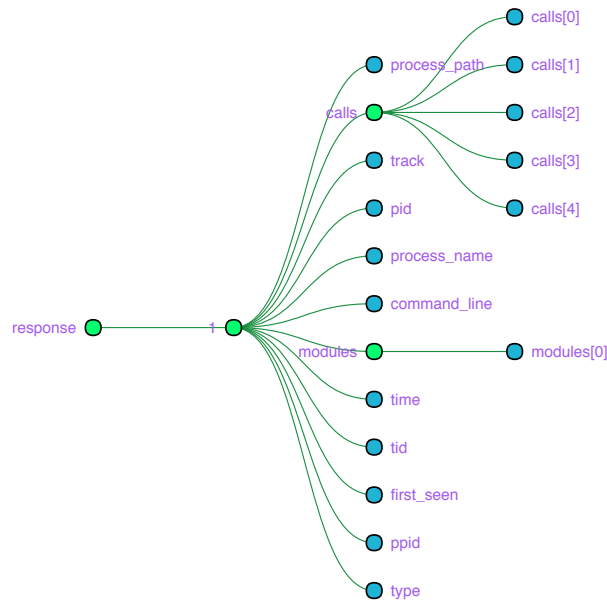 calls[0]
process_path
calls[1]
calls
calls[2]
track
calls[3]
pid
calls[4]
process_name
command_line
response
1
modules
modules[0]
time
tid
first_seen
ppid
type